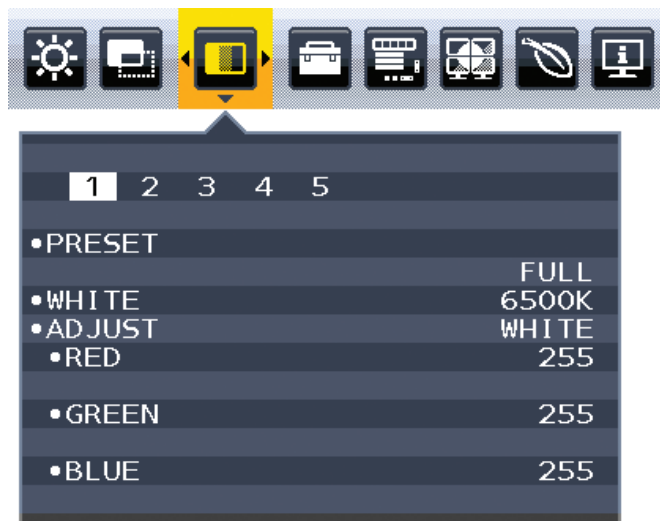 1 2 3 4 5
•PRESET
FULL
•WHITE 6500K
•ADJUST WHITE
•RED 255
•GREEN 255
•BLUE 255